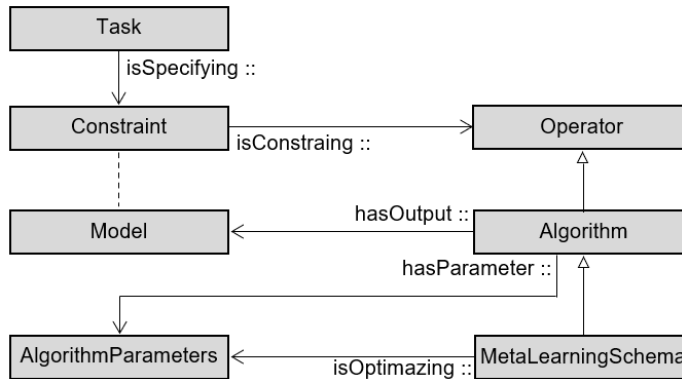 Task
isSpecifying ::
Constraint
isConstraing ::
Operator
Model
hasOutput ::
Algorithm
hasParameter ::
AlgorithmParameters
isOptimazing ::
MetaLearningSchema